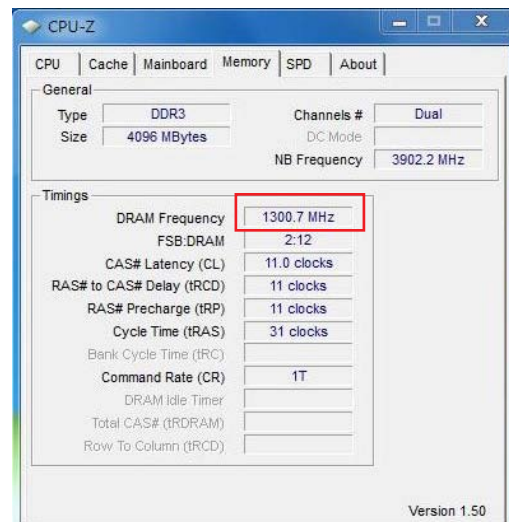 CPU-Z
CPU Cache Mainboard Memory SPD About
General
Type DDR3 Channels # Dual
Size 4096 MBytes DC Mode
NB Frequency 3902.2 MHz
Timings
DRAM Frequency 1300.7 MHz
FSB:DRAM 2:12
CAS# Latency (CL) 11.0 clocks
RAS# to CAS# Delay (tRCD) 11 clocks
RAS# Precharge (tRP) 11 clocks
Cycle Time (tRAS) 31 clocks
Bank Cycle Time (tRC)
Command Rate (CR) 1T
DRAM Idle Timer
Total CAS# (tRDRAM)
Row To Column (tRCD)
Version 1.50